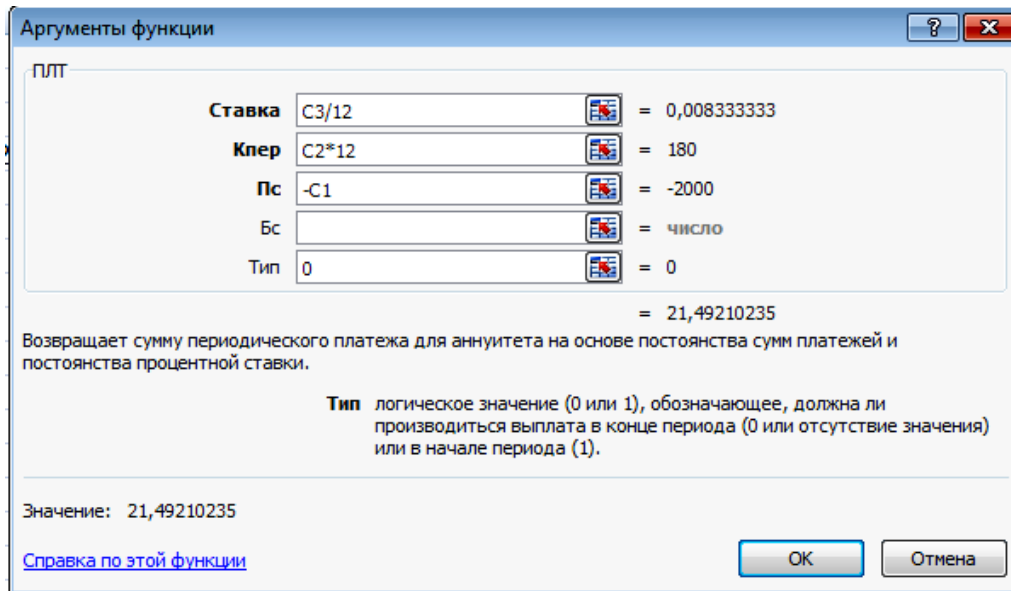 Аргументы функции
ПЛТ
Ставка C3/12 = 0,008333333
Кпер C2*12 = 180
Пс -C1 = -2000
Бс = число
Тип 0 = 0
= 21,49210235
Возвращает сумму периодического платежа для аннуитета на основе постоянства сумм платежей и
постоянства процентной ставки.
Тип логическое значение (0 или 1), обозначающее, должна ли
производиться выплата в конце периода (0 или отсутствие значения)
или в начале периода (1).
Значение: 21,49210235
Справка по этой функции
ОК
Отмена